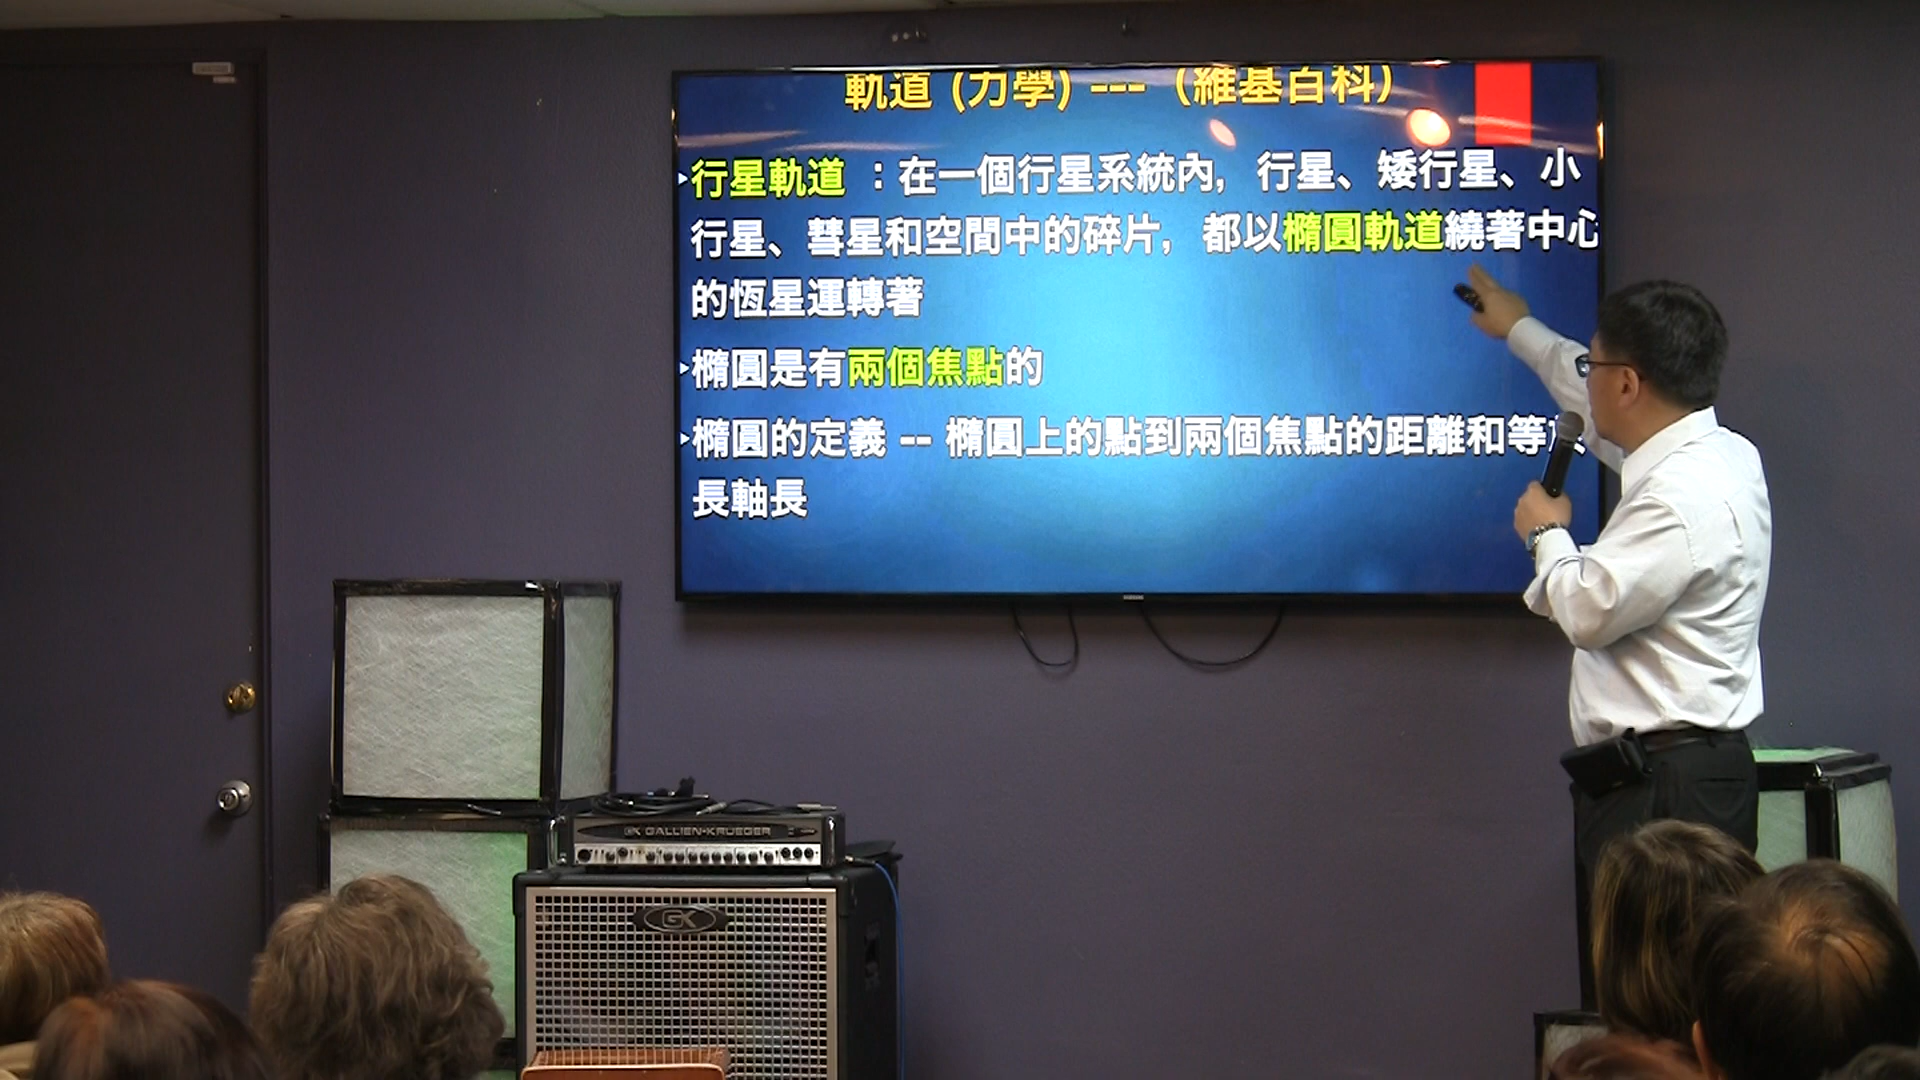 軌道 (力學) --- (維基百科)
行星軌道 ：在一個行星系統內，行星、矮行星、小
行星、彗星和空間中的碎片，都以橢圓軌道繞著中心
的恆星運轉著
橢圓是有兩個焦點的
橢圓的定義 -- 橢圓上的點到兩個焦點的距離和等
長軸長
GK GALLIEN-KRUEGER
GK